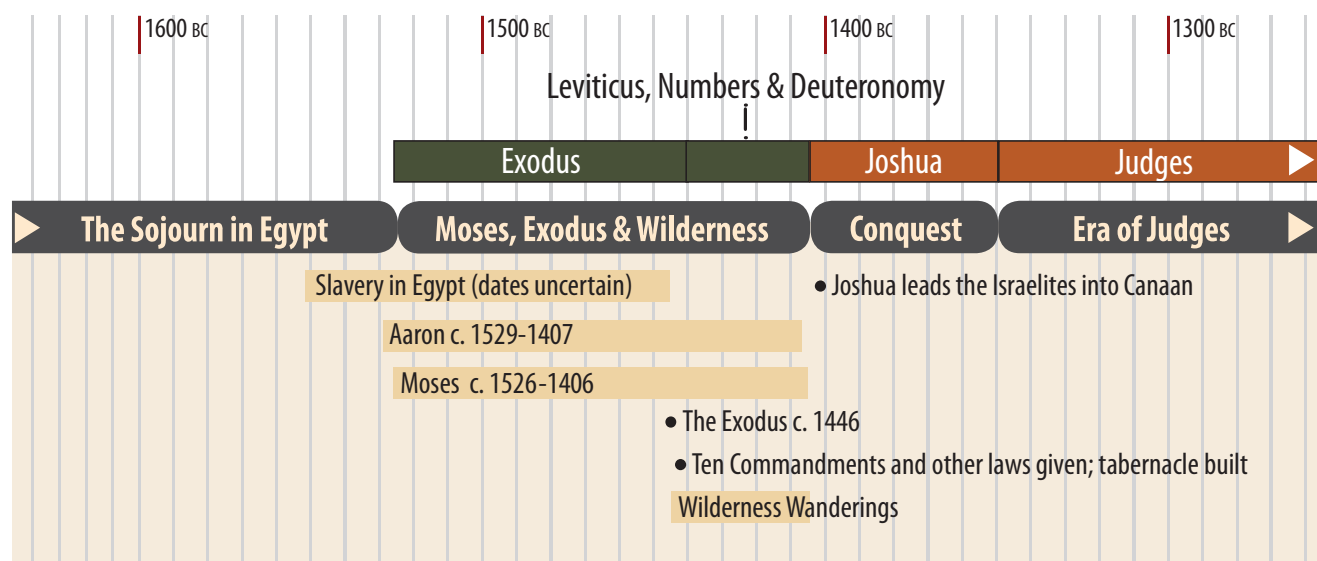 1600 BC 1500 BC 1400 BC 1300 BC
Leviticus, Numbers & Deuteronomy
Exodus Joshua Judges
The Sojourn in Egypt Moses, Exodus & Wilderness Conquest Era of Judges
Slavery in Egypt (dates uncertain) • Joshua leads the Israelites into Canaan
Aaron c. 1529-1407
Moses c. 1526-1406
• The Exodus c. 1446
• Ten Commandments and other laws given; tabernacle built
Wilderness Wanderings